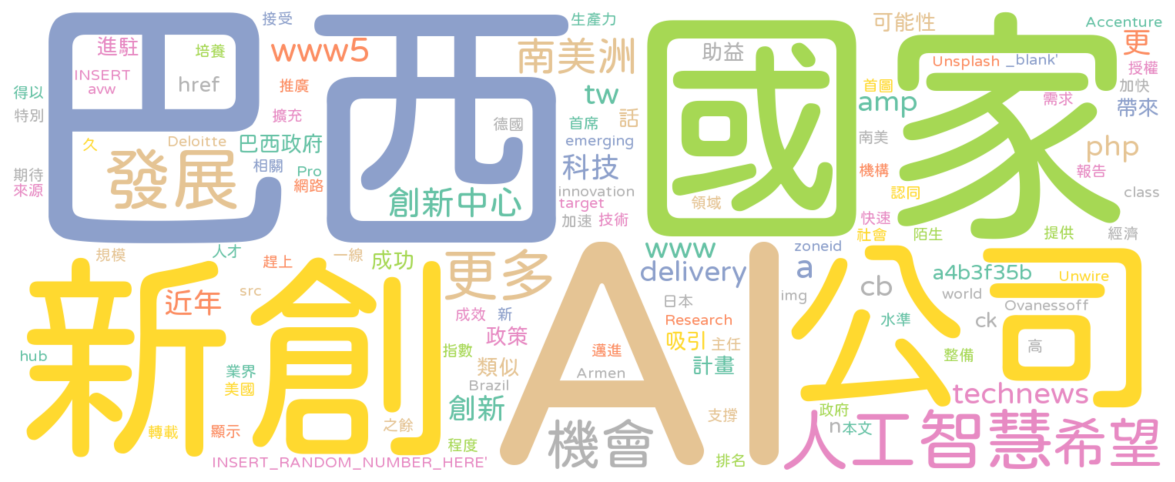 巴西 國家
新創 AI 公司
接受
生產力
可能性
Accenture
進駐
培養
www5
南美洲
助益
更
Unsplash
_blank'
授權
INSERT
avw
href
推廣
tw
首圖
加快
得以
擴充
首席
話
amp
需求
帶來
特別
德國
久
Deloitte
巴西政府
emerging
南美
php
發展
相關
科技
期待
來源
Pro
網路
innovation
target
機構
報告
認同
class
創新中心
領域
加速
技術
快速
社會
陌生
提供
經濟
規模
人才
趕上
一線
成功
更多
www
zoneid
delivery
a
a4b3f35b
Unwire
src
近年
日本
img
cb
world
Ovanessoff
成效
新
Research
ck
水準
政策
吸引
主任
hub
指數
邁進
高
整備
業界
類似
計畫
美國
Brazil
Armen
technews
創新
支撐
政府
之餘
n
本文
轉載
顯示
程度
機會
人工智慧
希望
INSERT_RANDOM_NUMBER_HERE'
排名